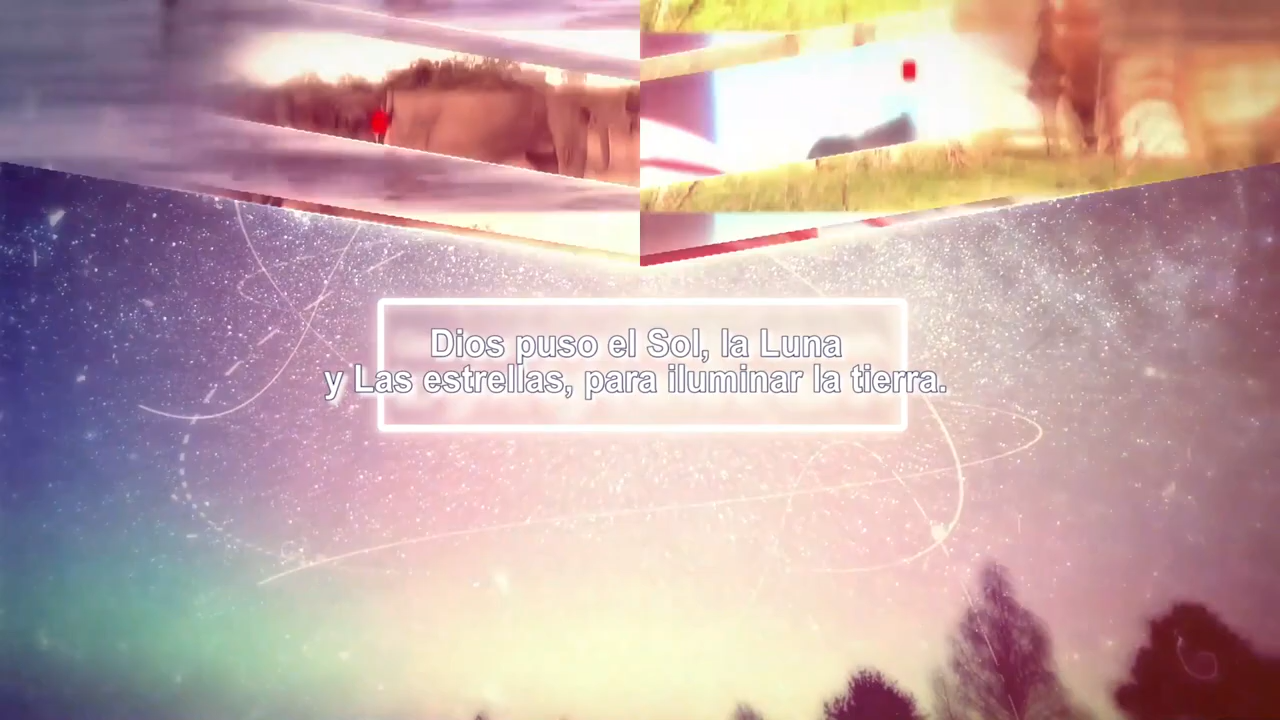 Dios puso el Sol, la Luna
y Las estrellas, para iluminar la tierra.